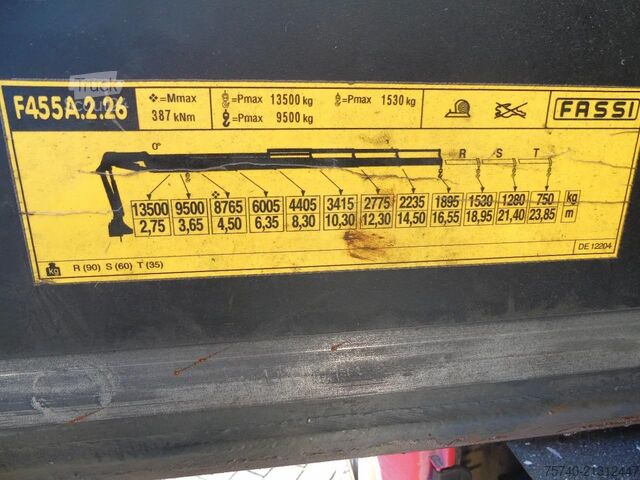 F455A.2.26
=Mmax
387 kNm
=Pmax 13500 kg
=Pmax 9500 kg
=Pmax 1530 kg
FASSI
0°
R S T
13500 9500 8765 6005 4405 3415 2775 2235 1895 1530 1280 750 kg
2,75 3,65 4,50 6,35 8,30 10,30 12,30 14,50 16,55 18,95 21,40 23,85 m
kg R (90) S (60) T (35)
DE 12204
75740-21312447